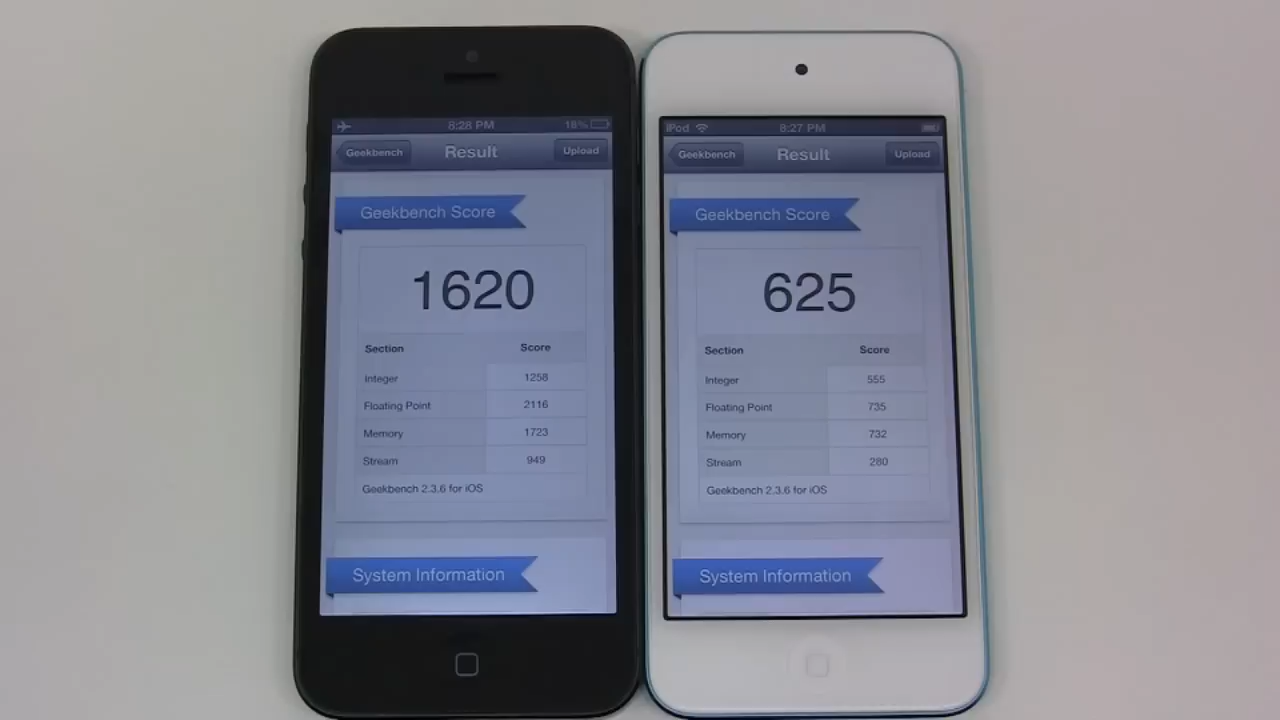 8:28 PM 18%
Geekbench Result Upload
Geekbench Score
1620
Section Score
Integer 1258
Floating Point 2116
Memory 1723
Stream 949
Geekbench 2.3.6 for iOS
System Information
iPod 8:27 PM
Geekbench Result Upload
Geekbench Score
625
Section Score
Integer 555
Floating Point 735
Memory 732
Stream 280
Geekbench 2.3.6 for iOS
System Information